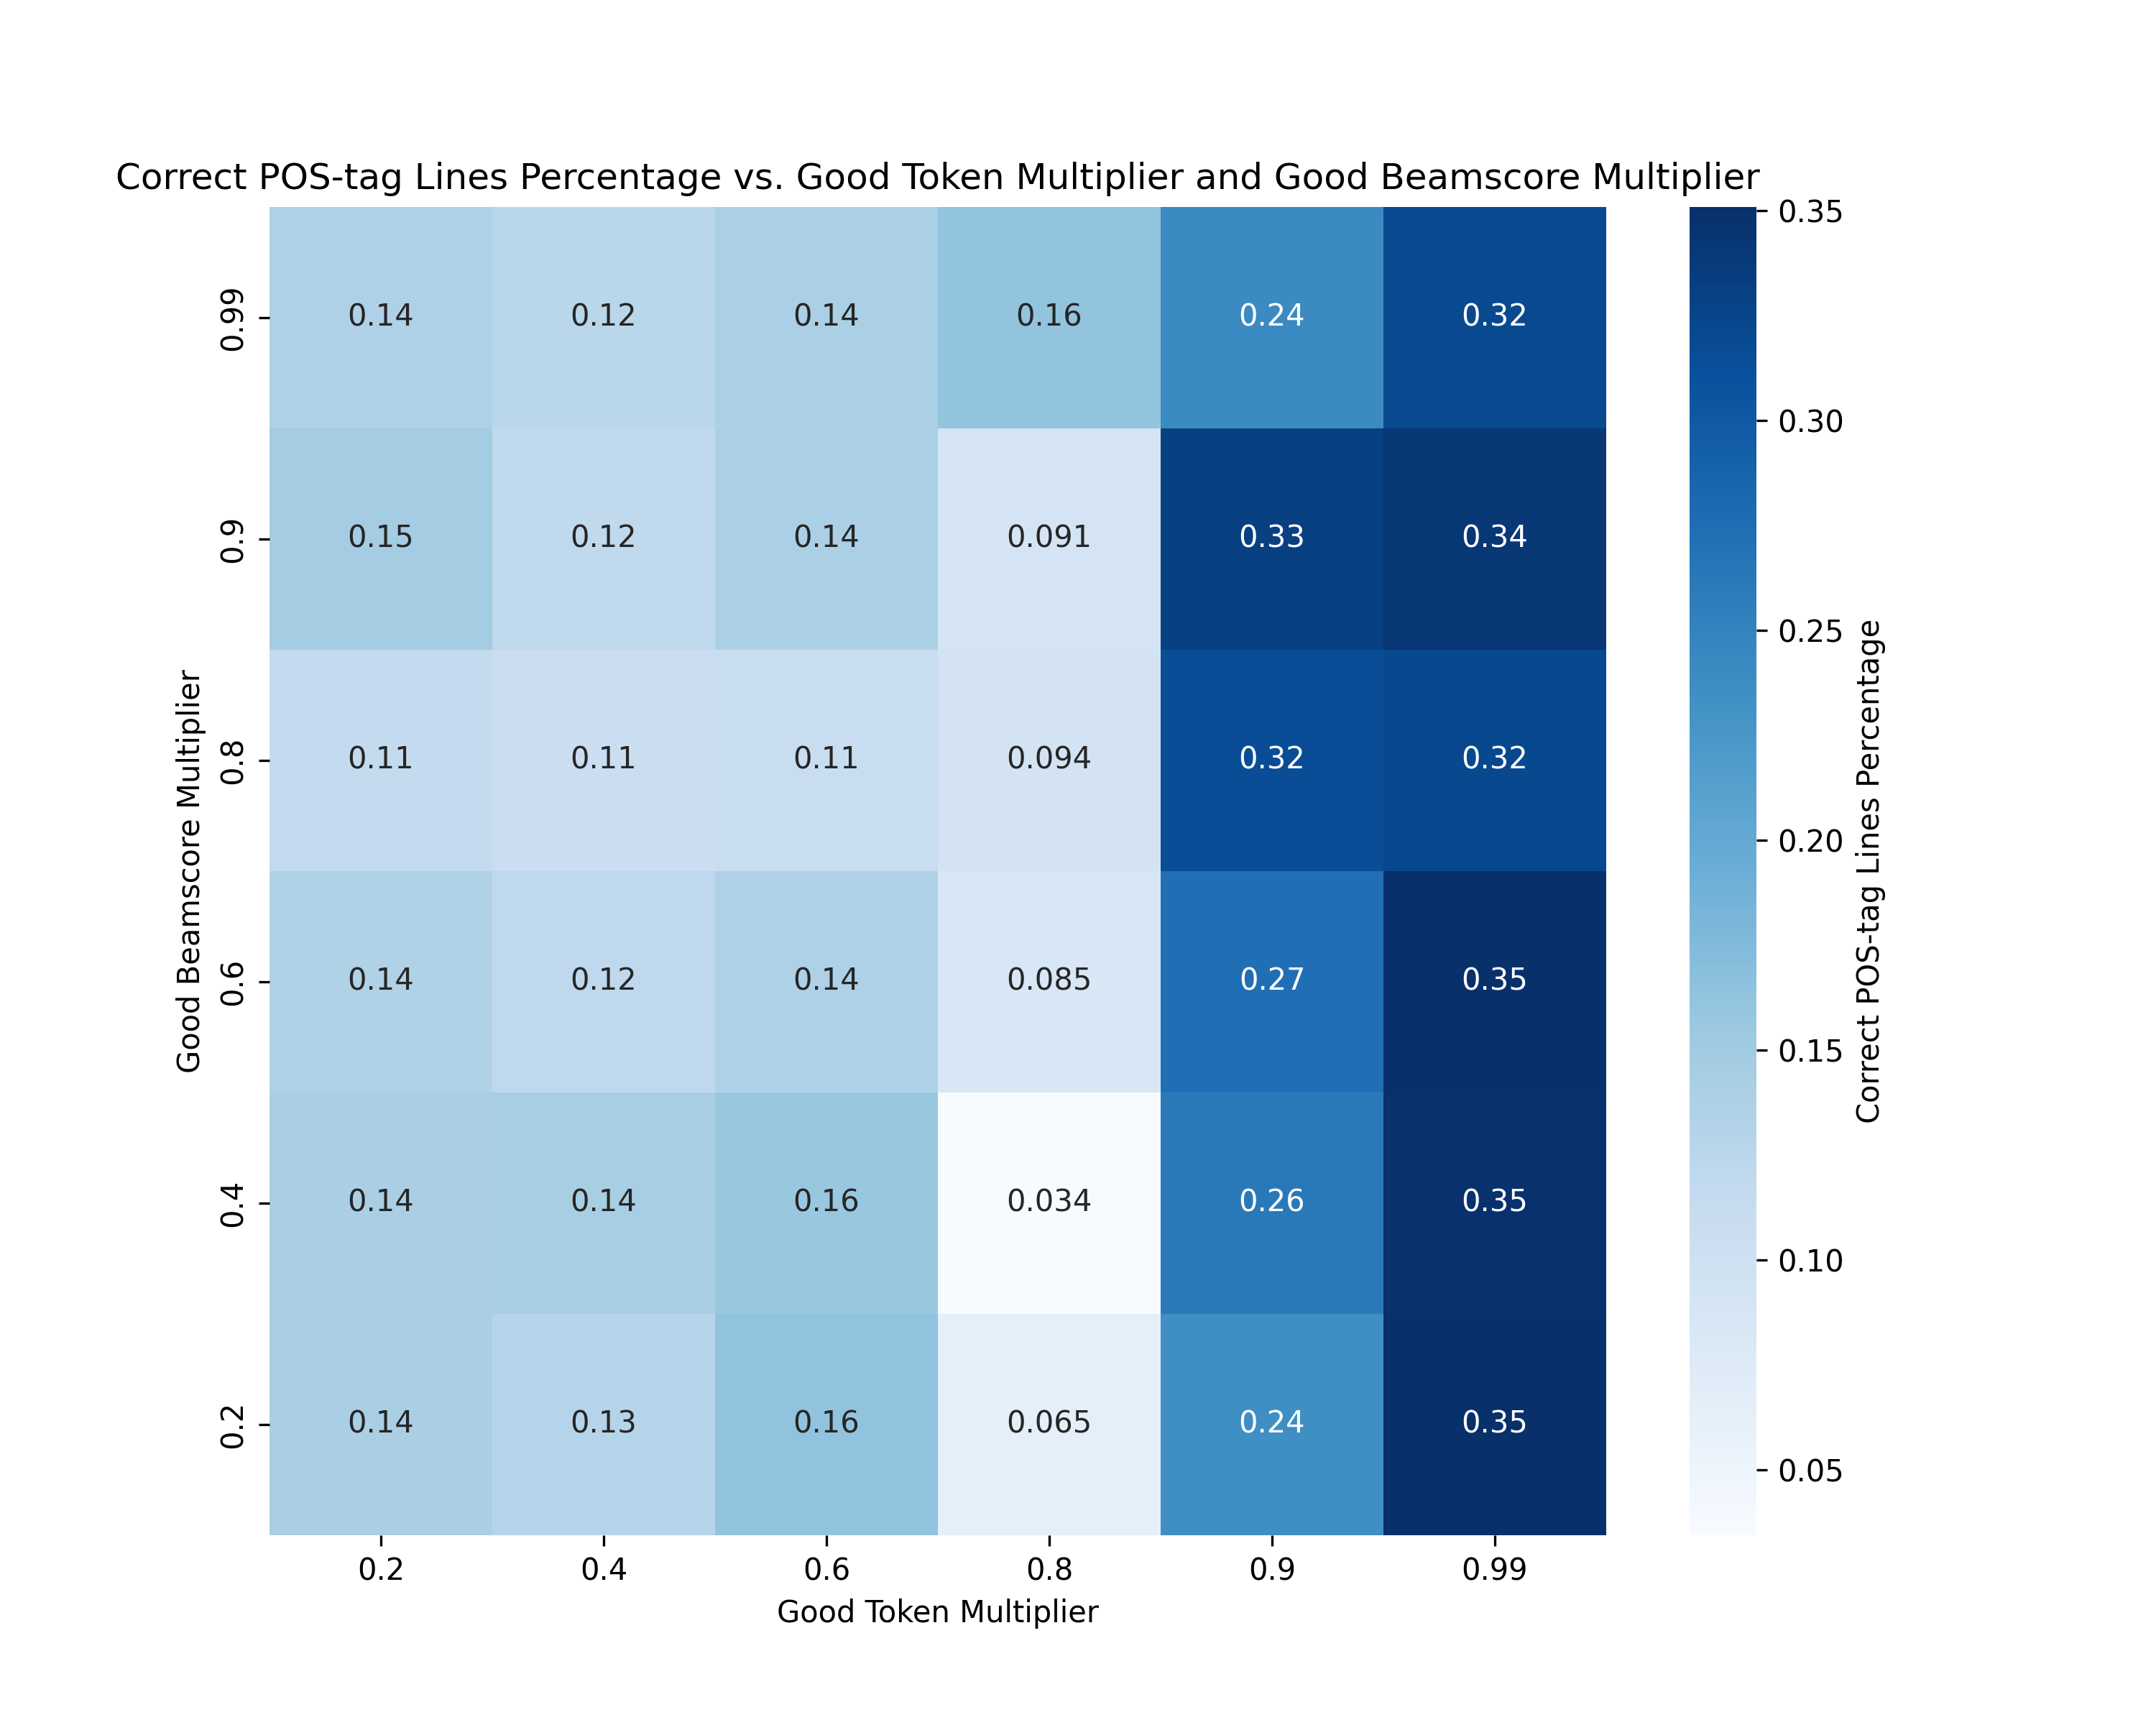 Correct POS-tag Lines Percentage vs. Good Token Multiplier and Good Beamscore Multiplier
Good Beamscore Multiplier
0.99 0.14 0.12 0.14 0.16 0.24 0.32
0.9 0.15 0.12 0.14 0.091 0.33 0.34
0.8 0.11 0.11 0.11 0.094 0.32 0.32
0.6 0.14 0.12 0.14 0.085 0.27 0.35
0.4 0.14 0.14 0.16 0.034 0.26 0.35
0.2 0.14 0.13 0.16 0.065 0.24 0.35
0.2 0.4 0.6 0.8 0.9 0.99
Good Token Multiplier
0.35
0.30
0.25
0.20
0.15
0.10
0.05
Correct POS-tag Lines Percentage